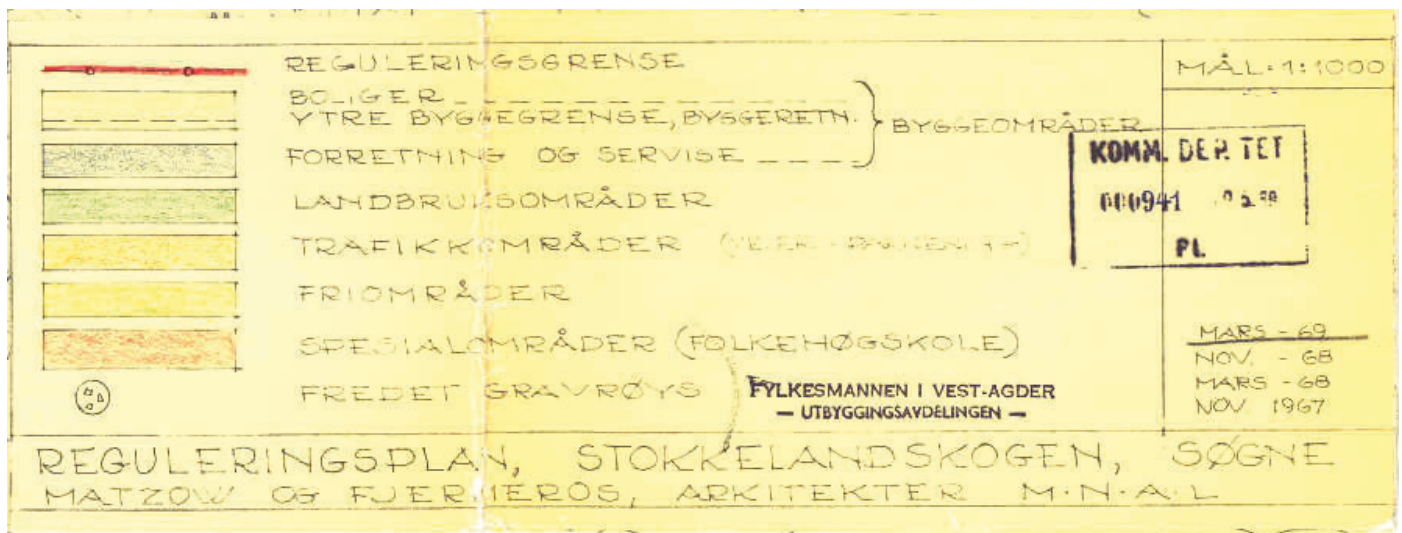 REGULERINGSGRENSE
BOLIGER
YTRE BYGGEGRENSE, BYGGERETN.
BYGGEOMRÅDER
FORRETNING OG SERVISE
LANDBRUKSOMRÅDER
TRAFIKKOMRÅDER
FRIOMRÅDER
SPESIALOMRÅDER (FOLKEHØGSKOLE)
FREDET GRAVRØYS
MÅL: 1:1000
KOMM. DEP. TET
000941
PL
FYLKESMANNEN I VEST-AGDER
— UTBYGGINGSAVDELINGEN —
MARS - 69
NOV. - 68
MARS - 68
NOV. 1967
REGULERINGSPLAN, STOKKELANDSKOGEN, SØGNE
MATZOW OG FJERMEROS, ARKITEKTER M·N·A·L